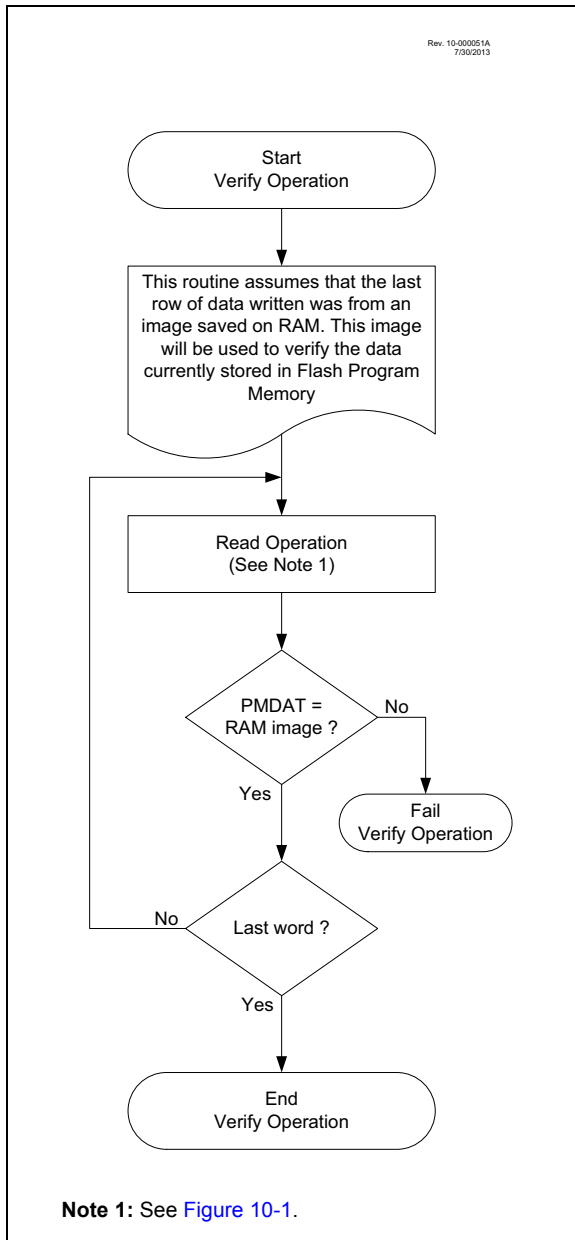 Rev. 10-000051A
7/30/2013
Start
Verify Operation
This routine assumes that the last
row of data written was from an
image saved on RAM. This image
will be used to verify the data
currently stored in Flash Program
Memory
Read Operation
(See Note 1)
PMDAT =
RAM image ?
No
Yes
Fail
Verify Operation
Last word ?
No
Yes
End
Verify Operation
Note 1: See Figure 10-1.